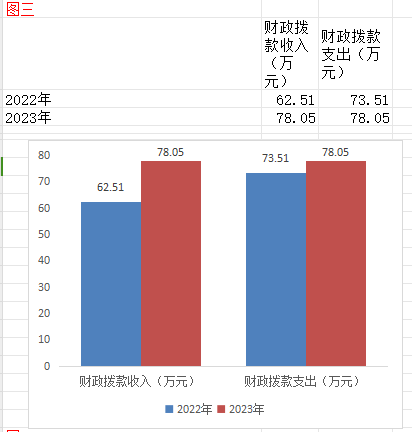 图三
财政拨
款收入
（万
元）
财政拨款
支出（万
元）
2022年 62.51 73.51
2023年 78.05 78.05
80
70
60
50
40
30
20
10
0
62.51
78.05
73.51
78.05
财政拨款收入（万元） 财政拨款支出（万元）
2022年 2023年